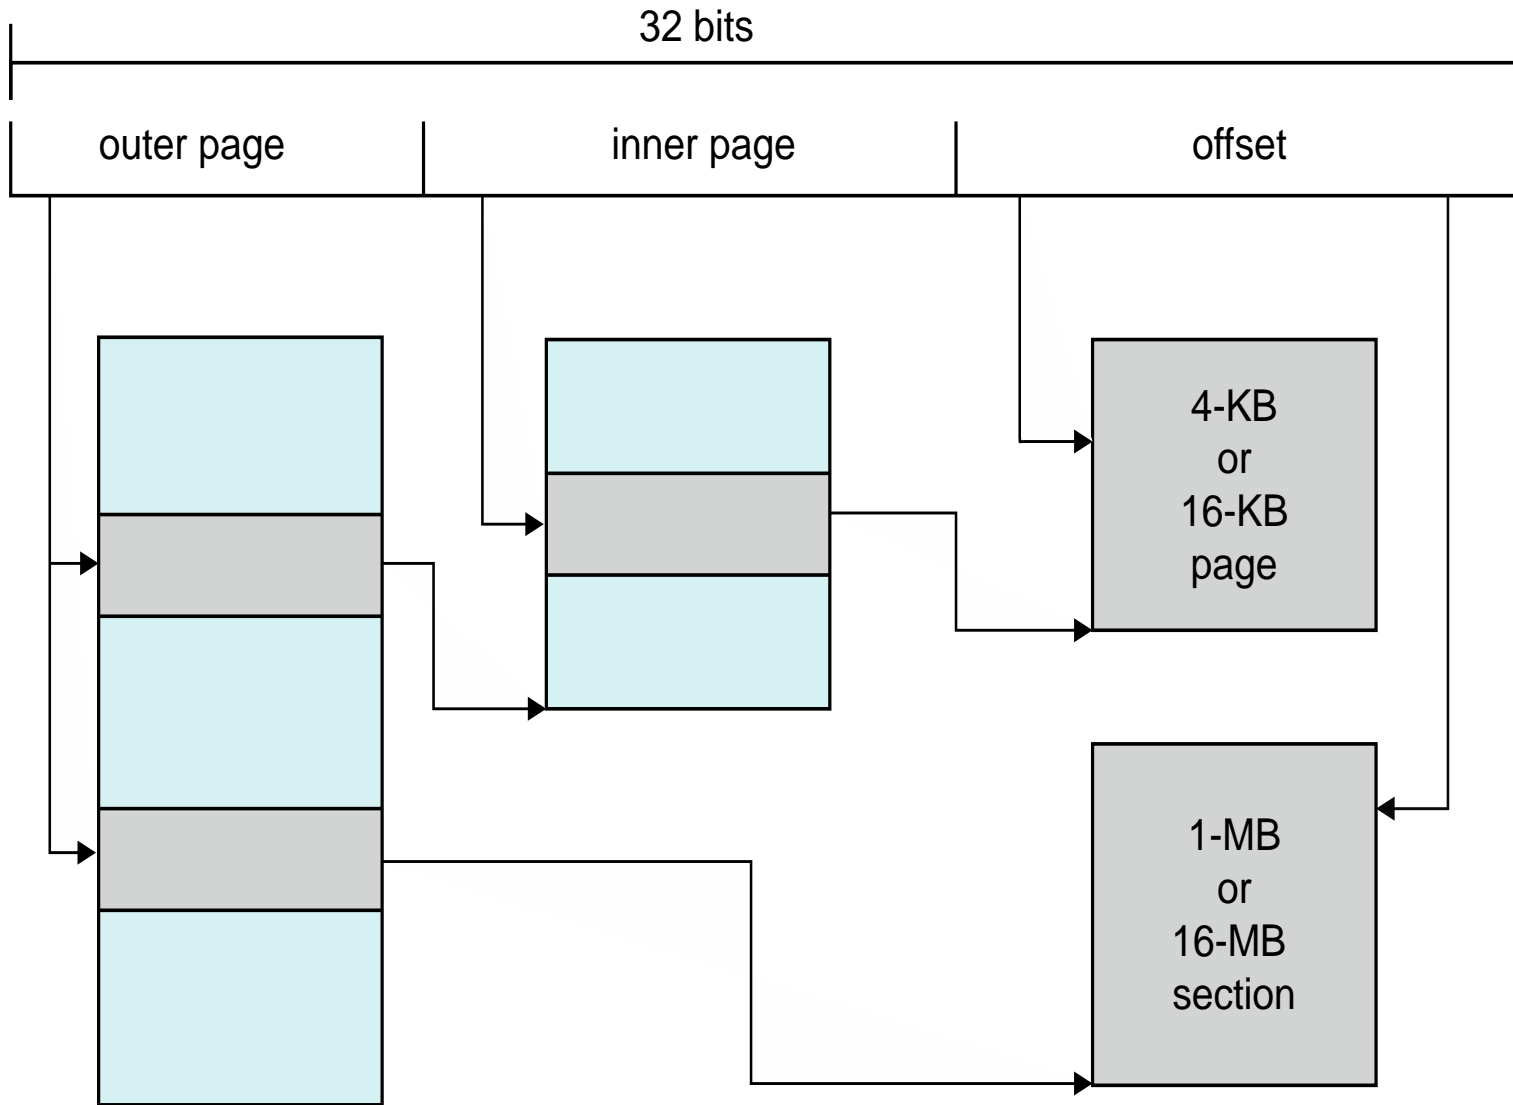 32 bits
outer page
inner page
offset
4-KB
or
16-KB
page
1-MB
or
16-MB
section